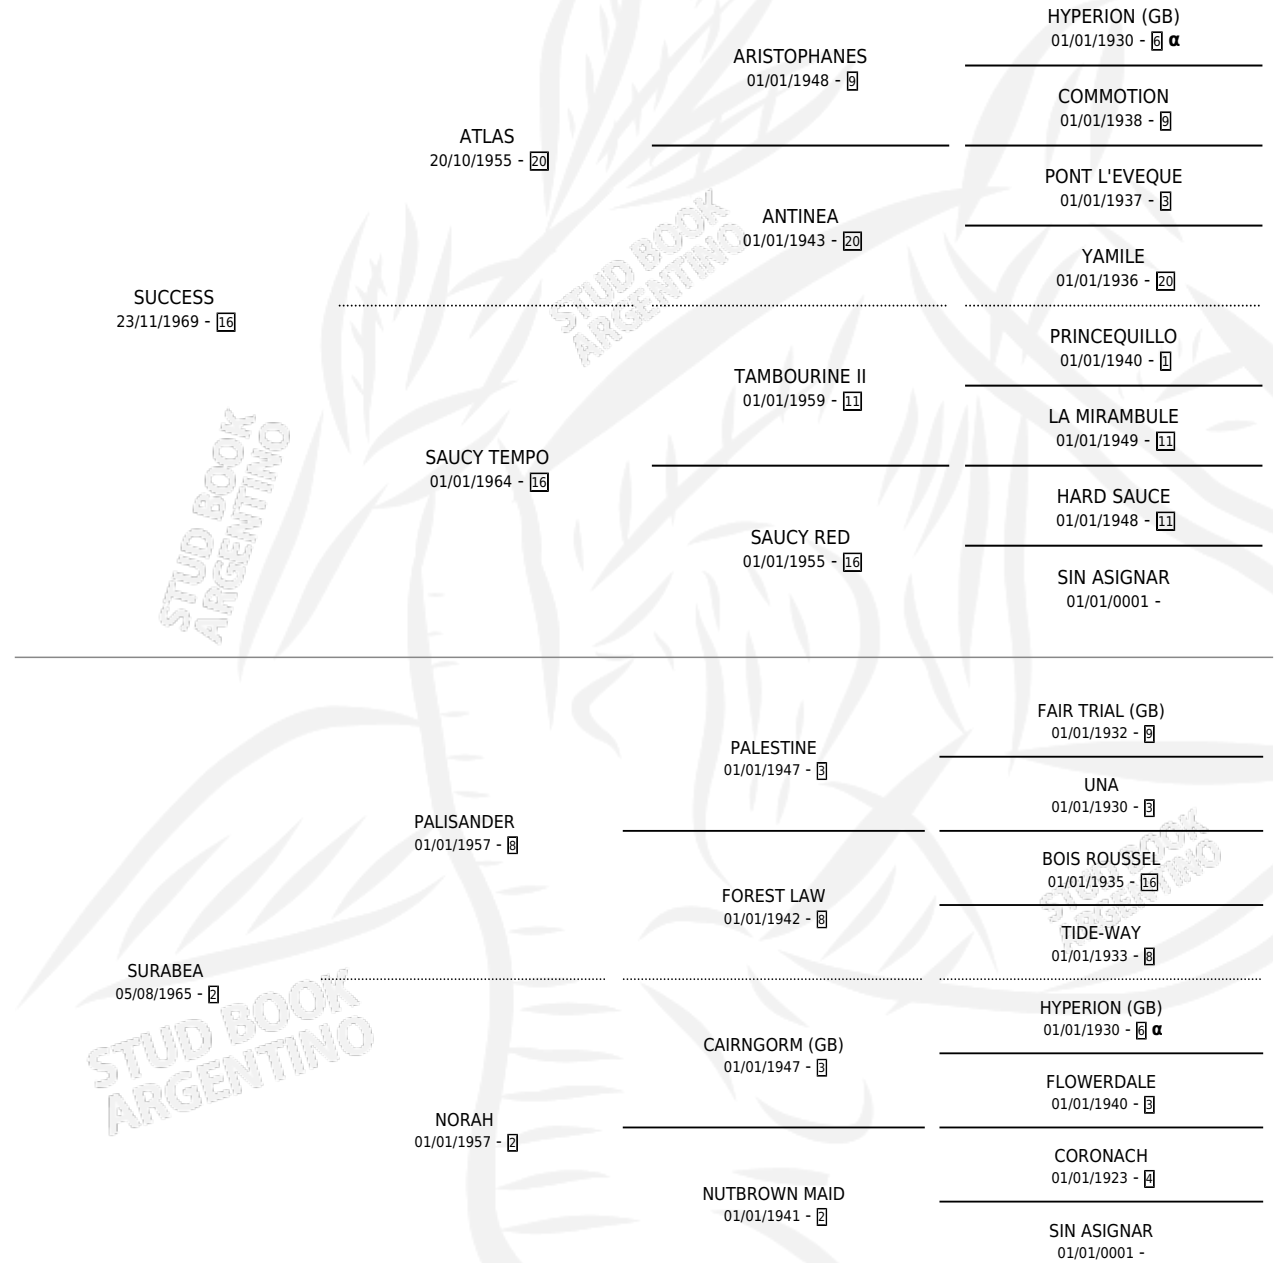 HYPERION (GB)
01/01/1930 - 6 α
ARISTOPHANES
01/01/1948 - 9
COMMOTION
01/01/1938 - 9
ATLAS
20/10/1955 - 20
PONT L'EVEQUE
01/01/1937 - 3
ANTINEA
01/01/1943 - 20
YAMILE
01/01/1936 - 20
SUCCESS
23/11/1969 - 16
PRINCEQUILLO
01/01/1940 - 1
TAMBOURINE II
01/01/1959 - 11
LA MIRAMBULE
01/01/1949 - 11
SAUCY TEMPO
01/01/1964 - 16
HARD SAUCE
01/01/1948 - 11
SAUCY RED
01/01/1955 - 16
SIN ASIGNAR
01/01/0001 -
STUD BOOK
ARGENTINO
STUD BOOK
ARGENTINO
FAIR TRIAL (GB)
01/01/1932 - 9
PALESTINE
01/01/1947 - 3
UNA
01/01/1930 - 3
PALISANDER
01/01/1957 - 8
BOIS ROUSSEL
01/01/1935 - 16
FOREST LAW
01/01/1942 - 8
TIDE-WAY
01/01/1933 - 8
SURABEA
05/08/1965 - 2
HYPERION (GB)
01/01/1930 - 6 α
CAIRNGORM (GB)
01/01/1947 - 3
FLOWERDALE
01/01/1940 - 3
NORAH
01/01/1957 - 2
CORONACH
01/01/1923 - 4
NUTBROWN MAID
01/01/1941 - 2
SIN ASIGNAR
01/01/0001 -
STUD BOOK
ARGENTINO
STUD BOOK
ARGENTINO